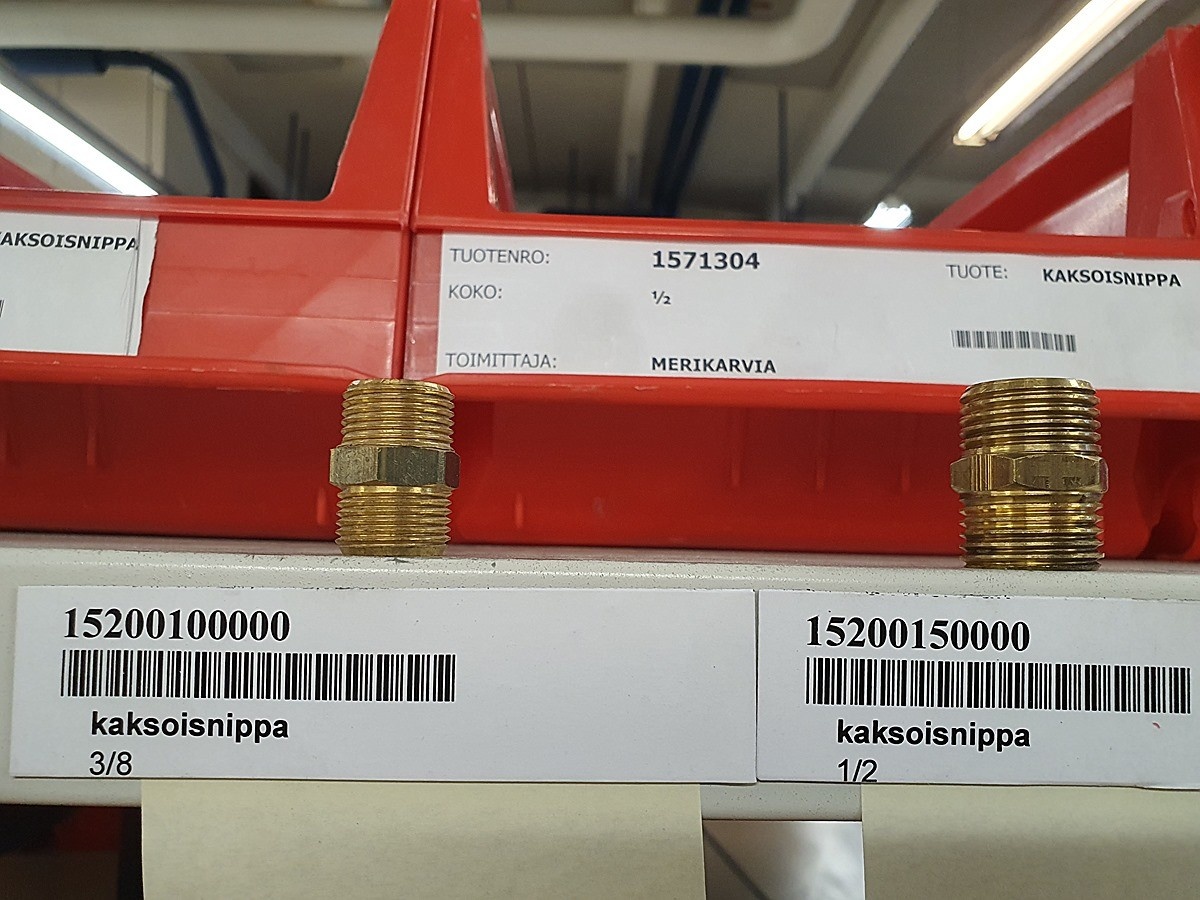 KAKSOISNIPPA
TUOTENRO: 1571304 TUOTE: KAKSOISNIPPA
KOKO: ½
TOIMITTAJA: MERIKARVIA
15200100000
kaksoisnippa
3/8
15200150000
kaksoisnippa
1/2